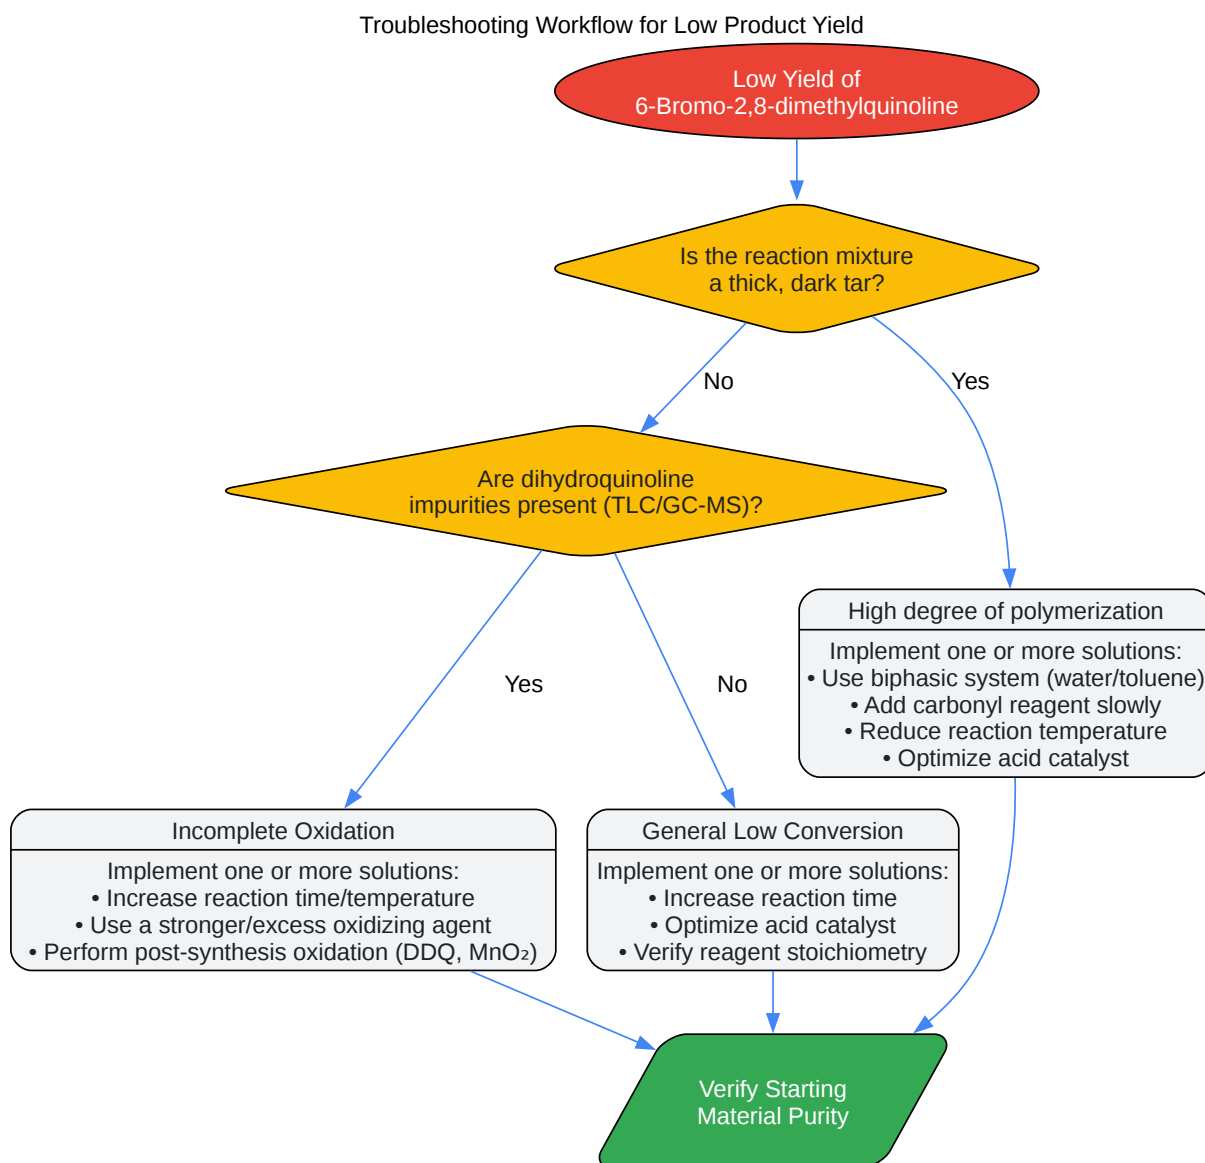 Troubleshooting Workflow for Low Product Yield
Low Yield of
6-Bromo-2,8-dimethylquinoline
Is the reaction mixture
a thick, dark tar?
No
Yes
Are dihydroquinoline
impurities present (TLC/GC-MS)?
Yes
No
High degree of polymerization
Implement one or more solutions:
• Use biphasic system (water/toluene)
• Add carbonyl reagent slowly
• Reduce reaction temperature
• Optimize acid catalyst
Incomplete Oxidation
Implement one or more solutions:
• Increase reaction time/temperature
• Use a stronger/excess oxidizing agent
• Perform post-synthesis oxidation (DDQ, MnO₂)
General Low Conversion
Implement one or more solutions:
• Increase reaction time
• Optimize acid catalyst
• Verify reagent stoichiometry
Verify Starting
Material Purity